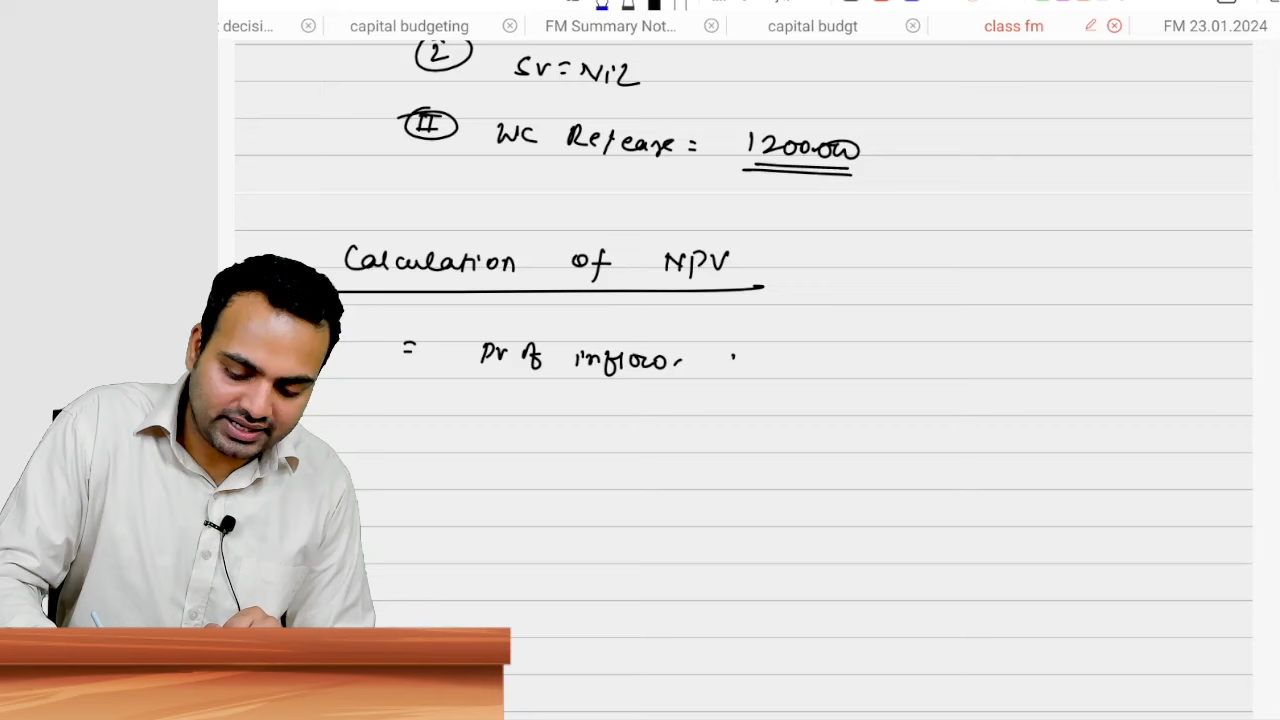 t decisi... capital budgeting FM Summary Not... capital budgt class fm FM 23.01.2024
I SV = Nil
II WC Release = 1200000
Calculation of NPV
= PV of inflow